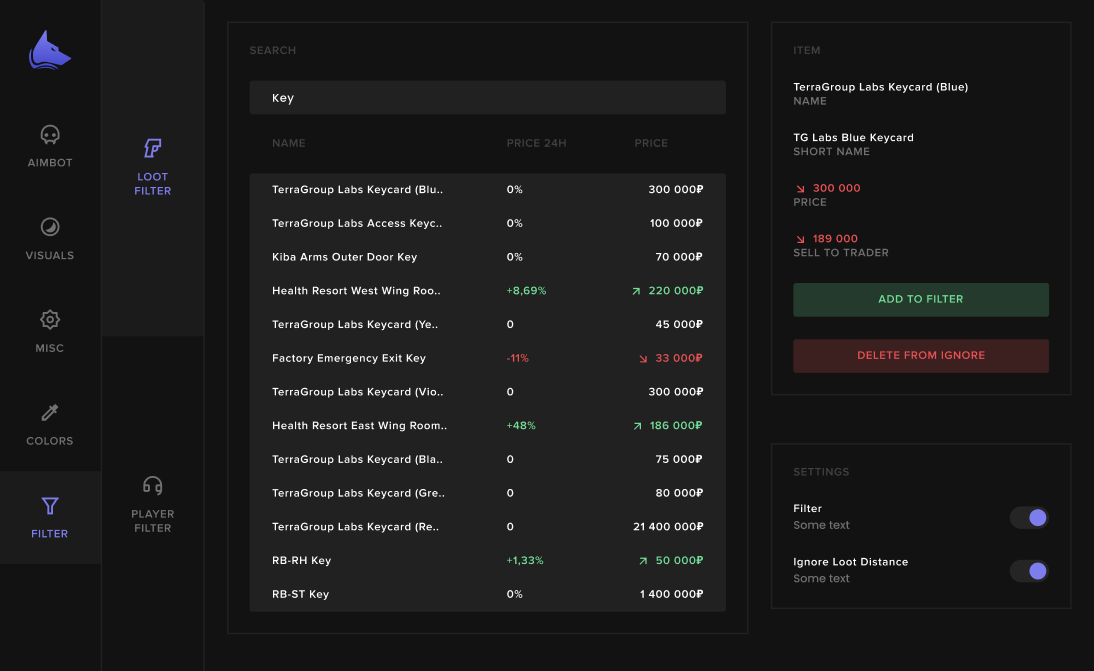 AIMBOT
VISUALS
MISC
COLORS
FILTER
LOOT
FILTER
PLAYER
FILTER
SEARCH
Key
NAME PRICE 24H PRICE
TerraGroup Labs Keycard (Blu.. 0% 300 000₽
TerraGroup Labs Access Keyc.. 0% 100 000₽
Kiba Arms Outer Door Key 0% 70 000₽
Health Resort West Wing Roo.. +8,69% 220 000₽
TerraGroup Labs Keycard (Ye.. 0 45 000₽
Factory Emergency Exit Key -11% 33 000₽
TerraGroup Labs Keycard (Vio.. 0 300 000₽
Health Resort East Wing Room.. +48% 186 000₽
TerraGroup Labs Keycard (Bla.. 0 75 000₽
TerraGroup Labs Keycard (Gre.. 0 80 000₽
TerraGroup Labs Keycard (Re.. 0 21 400 000₽
RB-RH Key +1,33% 50 000₽
RB-ST Key 0% 1 400 000₽
ITEM
TerraGroup Labs Keycard (Blue)
NAME
TG Labs Blue Keycard
SHORT NAME
300 000
PRICE
189 000
SELL TO TRADER
ADD TO FILTER
DELETE FROM IGNORE
SETTINGS
Filter
Some text
Ignore Loot Distance
Some text